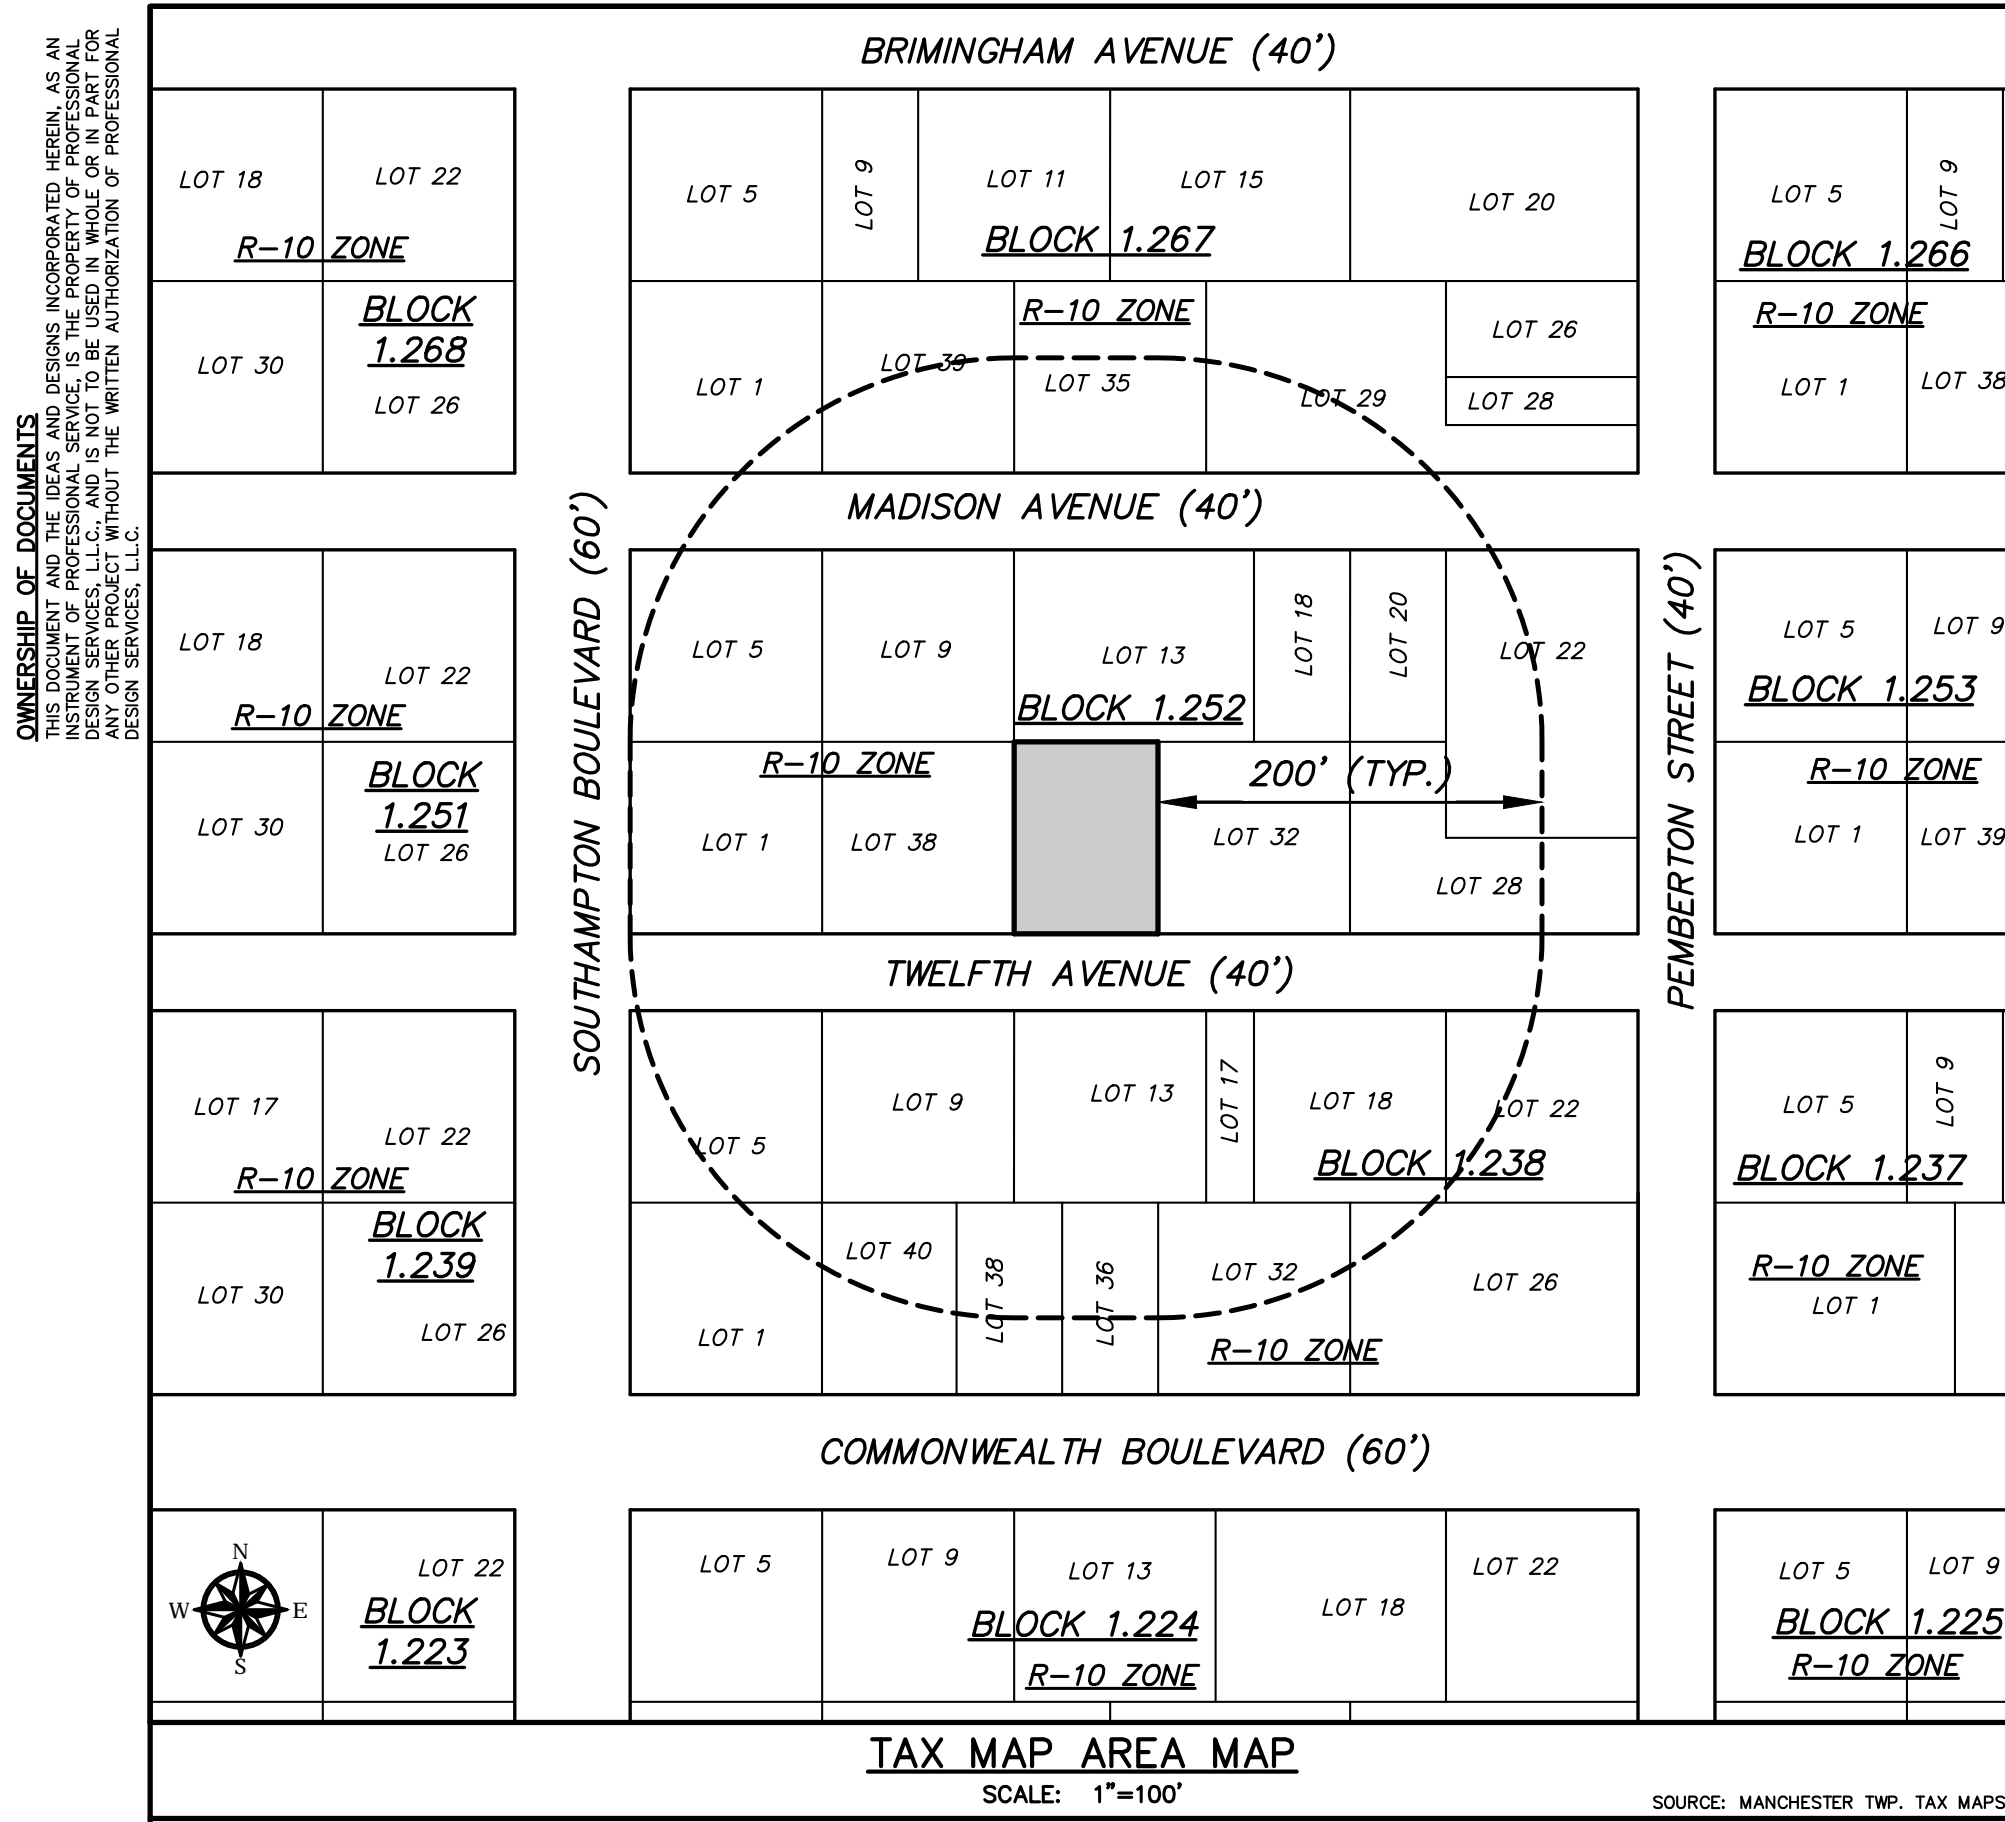 OWNERSHIP OF DOCUMENTS
THIS DOCUMENT AND THE IDEAS AND DESIGNS INCORPORATED HEREIN, AS AN
INSTRUMENT OF PROFESSIONAL SERVICE, IS THE PROPERTY OF PROFESSIONAL
DESIGN SERVICES, L.L.C., AND IS NOT TO BE USED IN WHOLE OR IN PART FOR
ANY OTHER PROJECT WITHOUT THE WRITTEN AUTHORIZATION OF PROFESSIONAL
DESIGN SERVICES, L.L.C.
BRIMINGHAM AVENUE (40')
LOT 18
LOT 22
R-10 ZONE
BLOCK
1.268
LOT 30
LOT 26
LOT 5
LOT 9
LOT 11
LOT 15
LOT 20
BLOCK 1.267
R-10 ZONE
LOT 1
LOT 39
LOT 35
LOT 29
LOT 26
LOT 28
LOT 5
LOT 9
BLOCK 1.266
R-10 ZONE
LOT 1
LOT 38
MADISON AVENUE (40')
SOUTHAMPTON BOULEVARD (60')
PEMBERTON STREET (40')
LOT 18
LOT 22
R-10 ZONE
BLOCK
1.251
LOT 30
LOT 26
LOT 5
LOT 9
LOT 13
LOT 18
LOT 20
LOT 22
BLOCK 1.252
R-10 ZONE
200' (TYP.)
LOT 1
LOT 38
LOT 32
LOT 28
LOT 5
LOT 9
BLOCK 1.253
R-10 ZONE
LOT 1
LOT 39
TWELFTH AVENUE (40')
LOT 17
LOT 22
R-10 ZONE
BLOCK
1.239
LOT 30
LOT 26
LOT 5
LOT 9
LOT 13
LOT 17
LOT 18
LOT 22
BLOCK 1.238
LOT 40
LOT 38
LOT 36
LOT 32
LOT 26
LOT 1
R-10 ZONE
LOT 5
LOT 9
BLOCK 1.237
R-10 ZONE
LOT 1
COMMONWEALTH BOULEVARD (60')
N
W
E
S
LOT 22
BLOCK
1.223
LOT 5
LOT 9
LOT 13
LOT 18
LOT 22
BLOCK 1.224
R-10 ZONE
LOT 5
LOT 9
BLOCK 1.225
R-10 ZONE
TAX MAP AREA MAP
SCALE: 1"=100'
SOURCE: MANCHESTER TWP. TAX MAPS